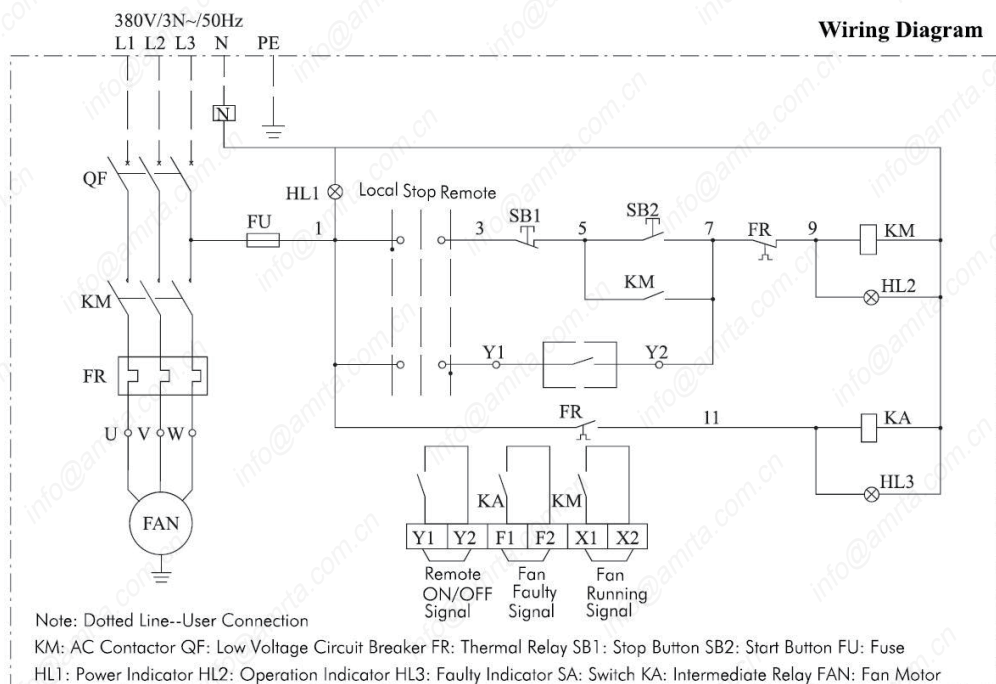 Wiring Diagram
380V/3N~/50Hz
L1 L2 L3 N PE
N
QF
HL1
Local Stop Remote
FU
1
3
SB1
5
SB2
7
FR
9
KM
HL2
KM
KM
FR
Y1
Y2
FR
11
KA
HL3
U V W
FAN
KA
KM
Y1 Y2 F1 F2 X1 X2
Remote
ON/OFF
Signal
Fan
Faulty
Signal
Fan
Running
Signal
Note: Dotted Line--User Connection
KM: AC Contactor QF: Low Voltage Circuit Breaker FR: Thermal Relay SB1: Stop Button SB2: Start Button FU: Fuse
HL1: Power Indicator HL2: Operation Indicator HL3: Faulty Indicator SA: Switch KA: Intermediate Relay FAN: Fan Motor
info@amrta.com.cn